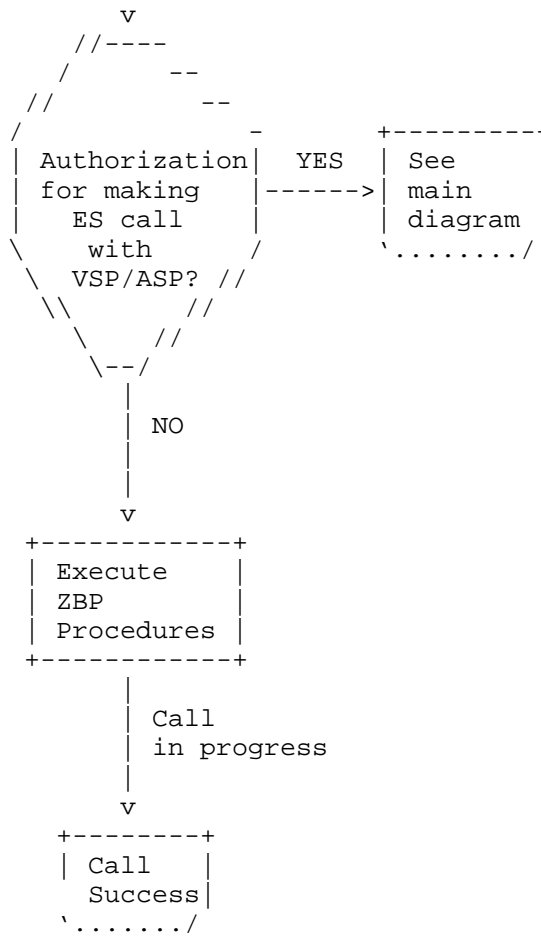 Authorization YES See
for making main
ES call diagram
with
VSP/ASP?
NO
Execute
ZBP
Procedures
Call
in progress
Call
Success